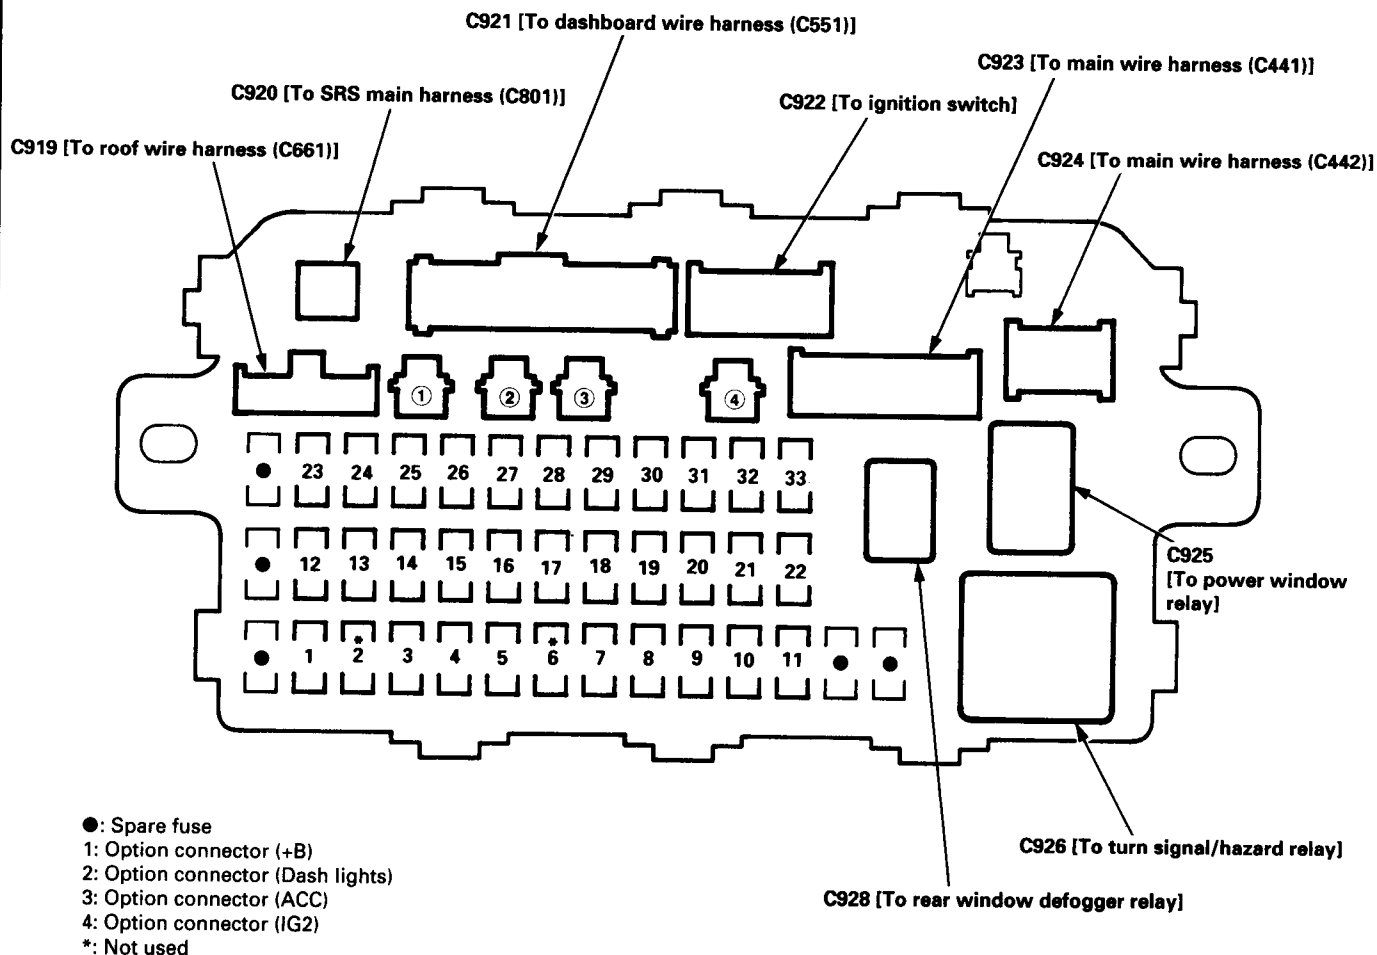 C921 [To dashboard wire harness (C551)]
C923 [To main wire harness (C441)]
C920 [To SRS main harness (C801)]
C922 [To ignition switch]
C919 [To roof wire harness (C661)]
C924 [To main wire harness (C442)]
1 2 3 4
23 24 25 26 27 28 29 30 31 32 33
12 13 14 15 16 17 18 19 20 21 22
* *
1 2 3 4 5 6 7 8 9 10 11
C925
[To power window
relay]
C926 [To turn signal/hazard relay]
C928 [To rear window defogger relay]
●: Spare fuse
1: Option connector (+B)
2: Option connector (Dash lights)
3: Option connector (ACC)
4: Option connector (IG2)
*: Not used